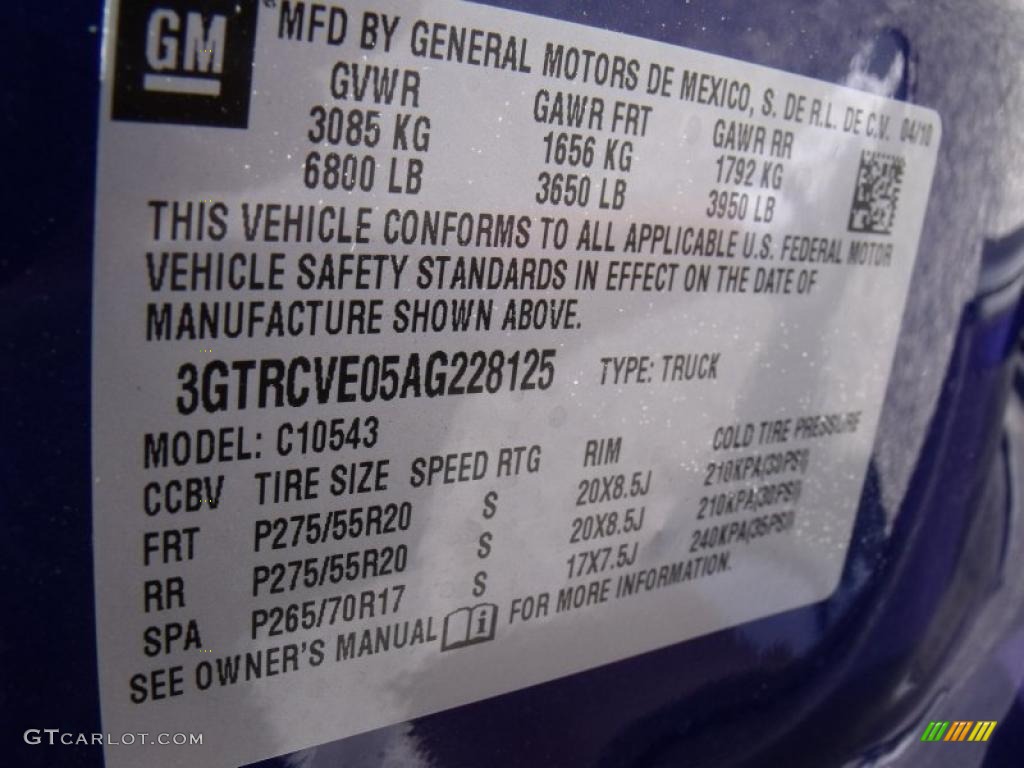 GM
MFD BY GENERAL MOTORS DE MEXICO, S. DE R.L. DE C.V. 04/10
GVWR GAWR FRT GAWR RR
3085 KG 1656 KG 1792 KG
6800 LB 3650 LB 3950 LB
THIS VEHICLE CONFORMS TO ALL APPLICABLE U.S. FEDERAL MOTOR
VEHICLE SAFETY STANDARDS IN EFFECT ON THE DATE OF
MANUFACTURE SHOWN ABOVE.
3GTRCVE05AG228125 TYPE: TRUCK
MODEL: C10543
CCBV TIRE SIZE SPEED RTG RIM COLD TIRE PRESSURE
FRT P275/55R20 S 20X8.5J 210KPA(30PSI)
RR P275/55R20 S 20X8.5J 210KPA(30PSI)
SPA P265/70R17 S 17X7.5J 240KPA(35PSI)
SEE OWNER'S MANUAL i FOR MORE INFORMATION.
GTCARLOT.COM